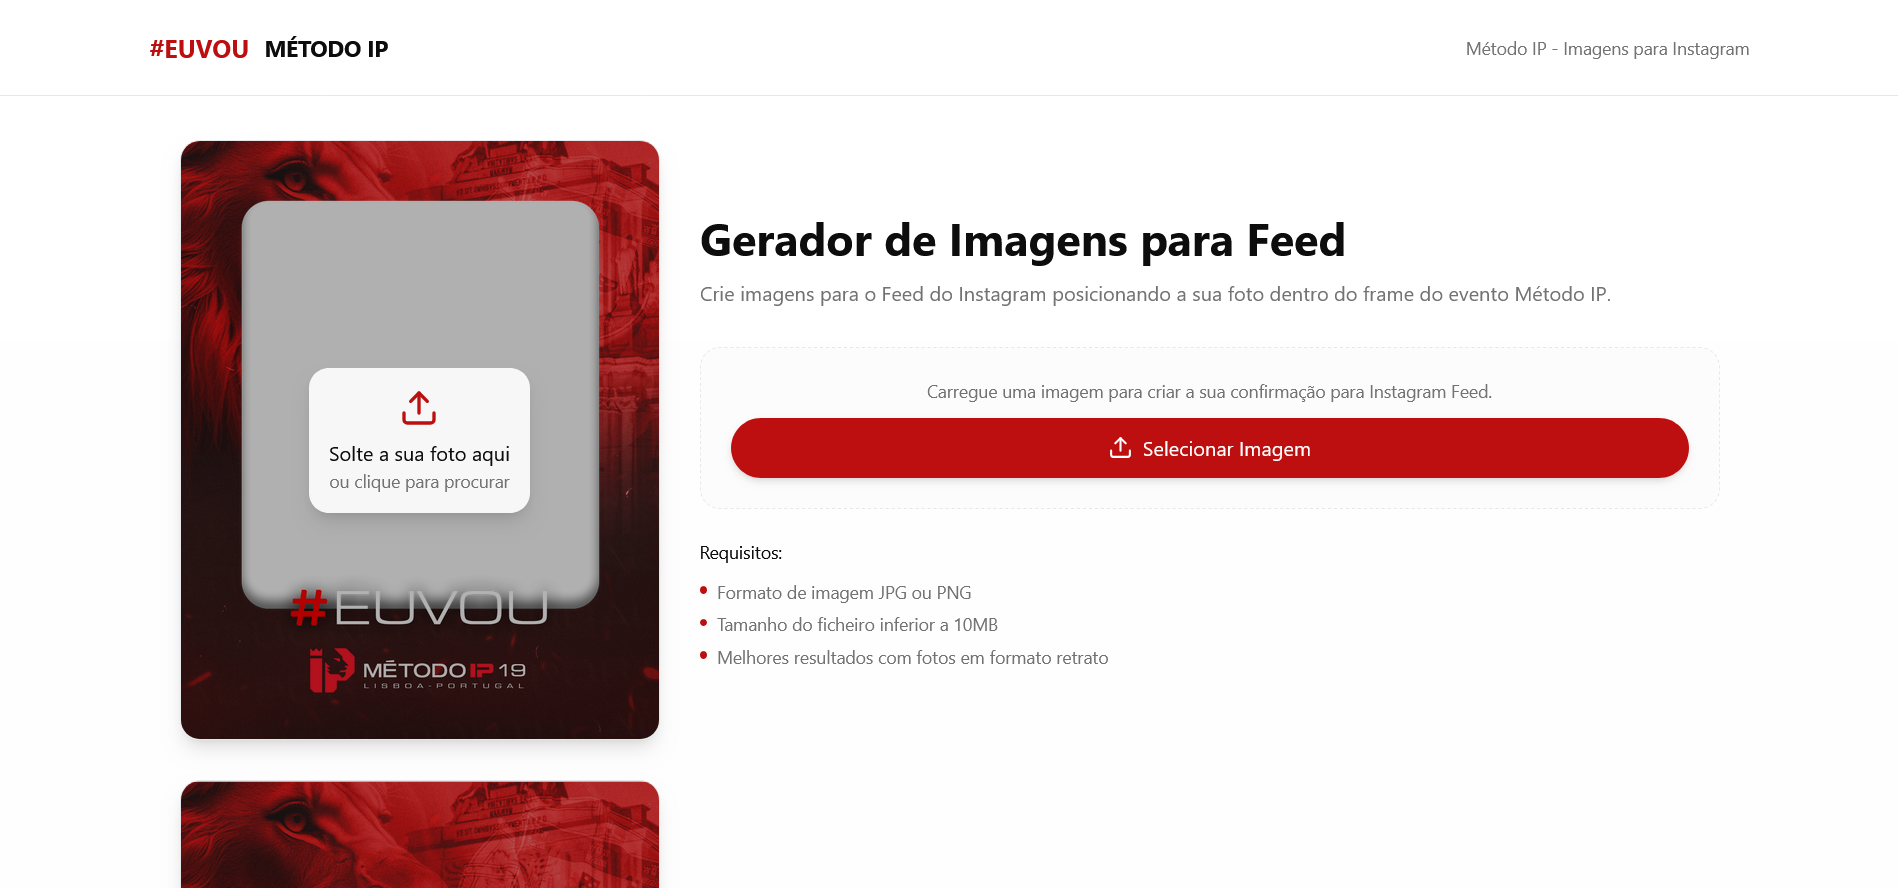 #EUVOU MÉTODO IP
Método IP - Imagens para Instagram
Solte a sua foto aqui
ou clique para procurar
#EUVOU
IP MÉTODO IP 19
LISBOA-PORTUGAL
Gerador de Imagens para Feed
Crie imagens para o Feed do Instagram posicionando a sua foto dentro do frame do evento Método IP.
Carregue uma imagem para criar a sua confirmação para Instagram Feed.
Selecionar Imagem
Requisitos:
Formato de imagem JPG ou PNG
Tamanho do ficheiro inferior a 10MB
Melhores resultados com fotos em formato retrato